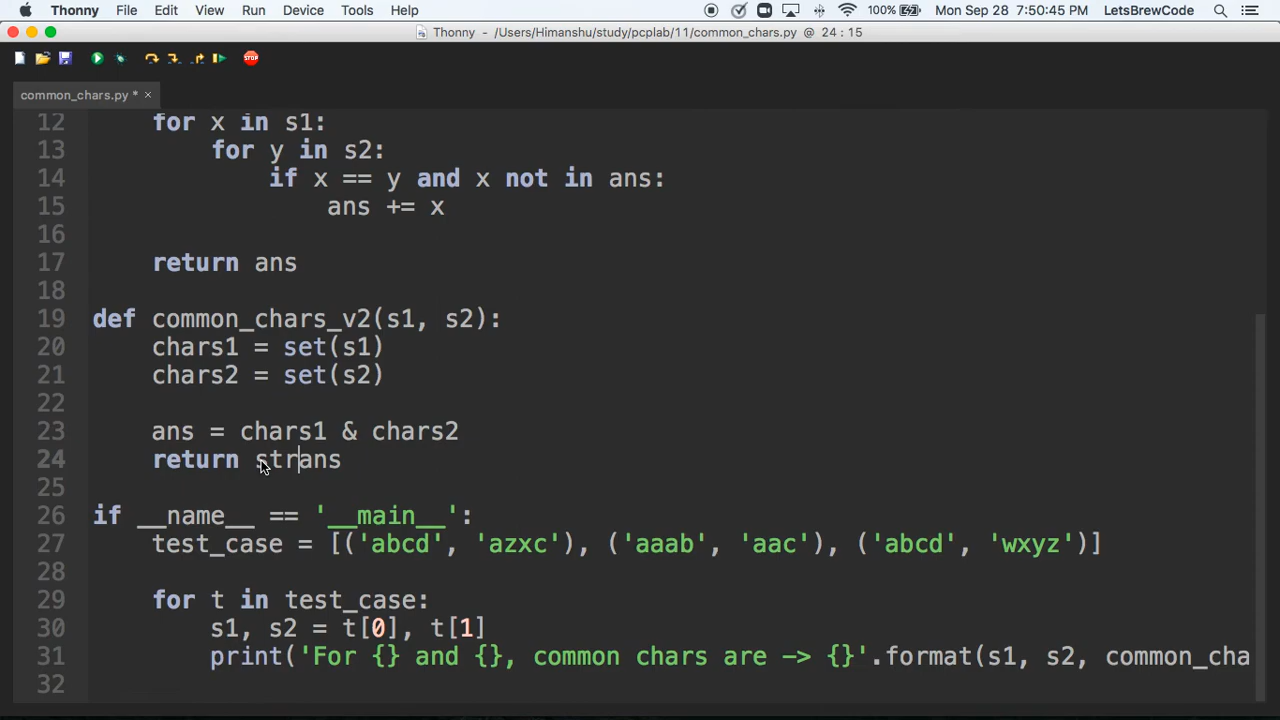 Thonny File Edit View Run Device Tools Help 100% Mon Sep 28 7:50:45 PM LetsBrewCode
Thonny - /Users/Himanshu/study/pcplab/11/common_chars.py @ 24 : 15
STOP
common_chars.py * ×
12 for x in s1:
13 for y in s2:
14 if x == y and x not in ans:
15 ans += x
16
17 return ans
18
19 def common_chars_v2(s1, s2):
20 chars1 = set(s1)
21 chars2 = set(s2)
22
23 ans = chars1 & chars2
24 return strans
25
26 if __name__ == '__main__':
27 test_case = [('abcd', 'azxc'), ('aaab', 'aac'), ('abcd', 'wxyz')]
28
29 for t in test_case:
30 s1, s2 = t[0], t[1]
31 print('For {} and {}, common chars are -> {}'.format(s1, s2, common_cha
32